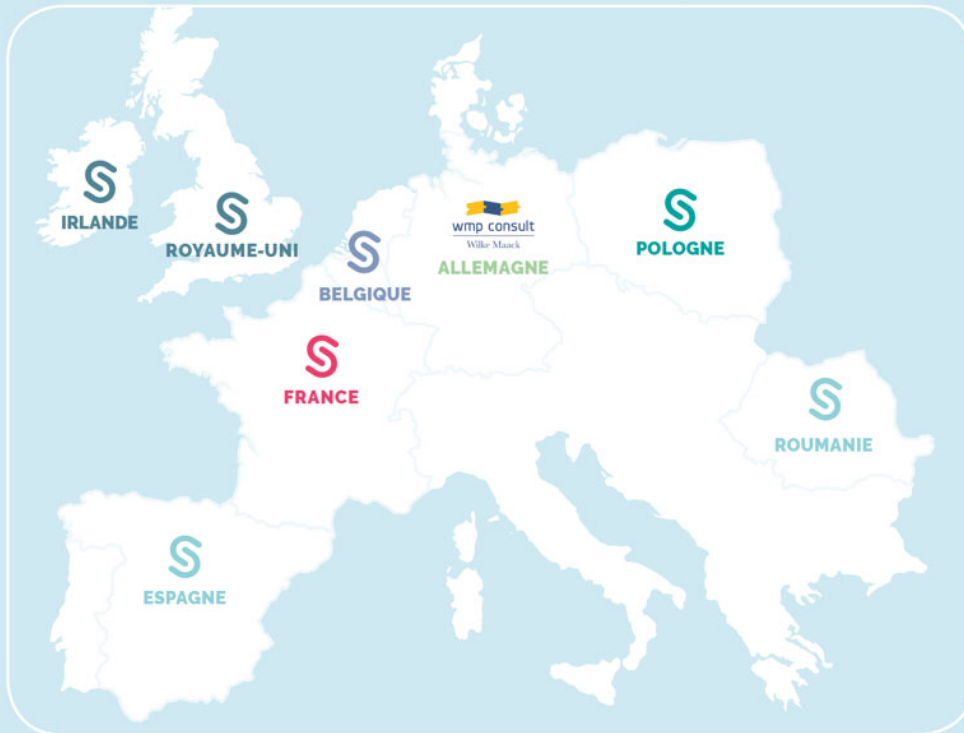 IRLANDE
ROYAUME-UNI
BELGIQUE
wmp consult
Wilke Maack
ALLEMAGNE
POLOGNE
FRANCE
ROUMANIE
ESPAGNE